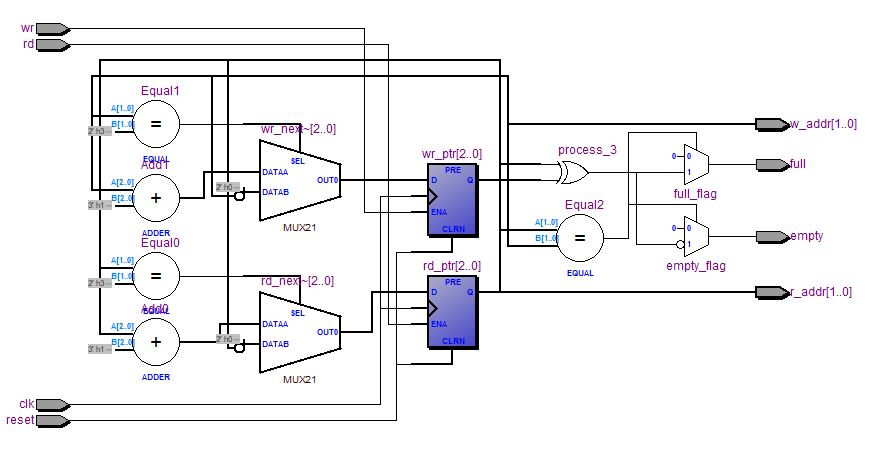 wr
rd
Equal1
A[1..0]
B[1..0]
2' h3 --
=
EQUAL
wr_next~[2..0]
SEL
DATAA
DATAB
OUT0
2' h0 --
MUX21
Add1
A[2..0]
B[2..0]
3' h1 --
+
ADDER
wr_ptr[2..0]
PRE
D
Q
ENA
CLRN
process_3
0
0
1
full_flag
w_addr[1..0]
full
Equal2
A[1..0]
B[1..0]
=
EQUAL
0
0
1
empty_flag
empty
Equal0
A[1..0]
B[1..0]
2' h3 --
=
EQUAL
rd_next~[2..0]
SEL
DATAA
DATAB
OUT0
2' h0 --
MUX21
Add0
A[2..0]
B[2..0]
3' h1 --
+
ADDER
rd_ptr[2..0]
PRE
D
Q
ENA
CLRN
r_addr[1..0]
clk
reset